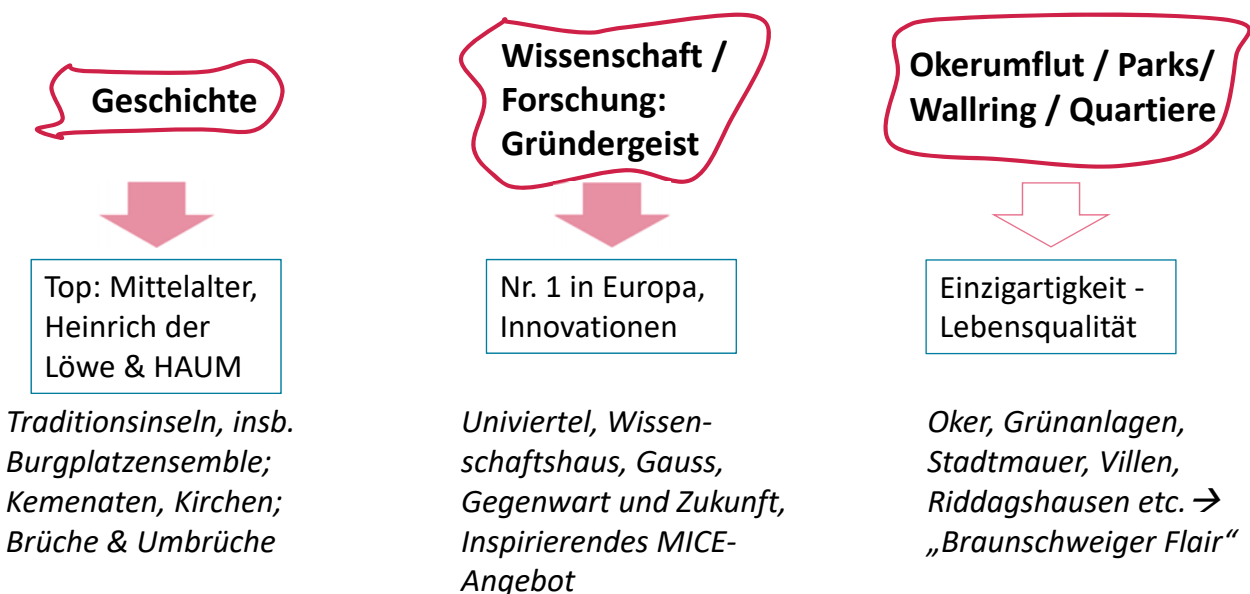 Geschichte
Wissenschaft /
Forschung:
Gründergeist
Okerumflut / Parks/
Wallring / Quartiere
Top: Mittelalter,
Heinrich der
Löwe & HAUM
Nr. 1 in Europa,
Innovationen
Einzigartigkeit -
Lebensqualität
Traditionsinseln, insb.
Burgplatzensemble;
Kemenaten, Kirchen;
Brüche & Umbrüche
Univiertel, Wissen-
schaftshaus, Gauss,
Gegenwart und Zukunft,
Inspirierendes MICE-
Angebot
Oker, Grünanlagen,
Stadtmauer, Villen,
Riddagshausen etc. →
„Braunschweiger Flair“